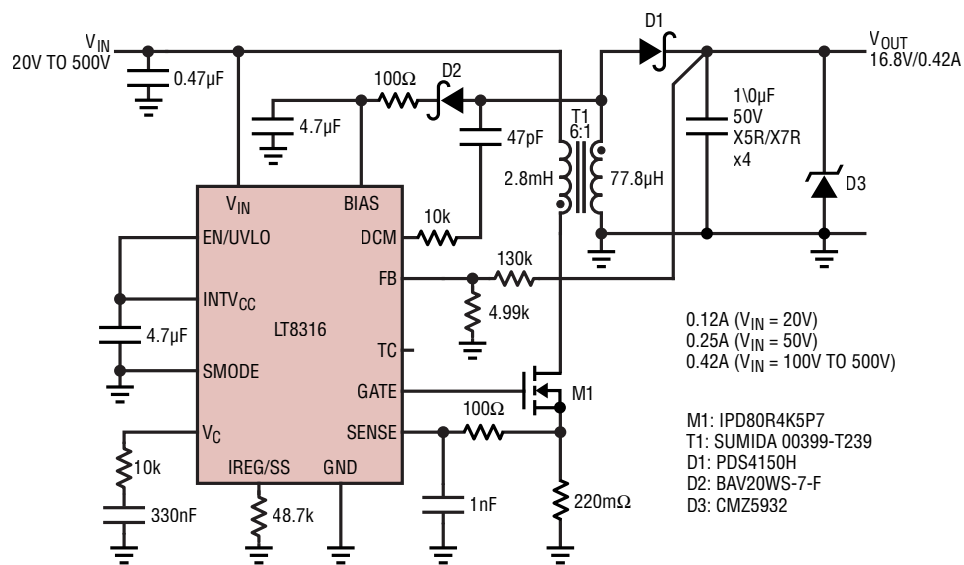 V_IN
20V TO 500V
0.47µF
100Ω
D2
D1
V_OUT
16.8V/0.42A
4.7µF
47pF
T1
6:1
2.8mH
77.8µH
1\0µF
50V
X5R/X7R
x4
D3
V_IN
BIAS
EN/UVLO
DCM
10k
130k
FB
INTV_CC
4.99k
4.7µF
LT8316
TC
SMODE
GATE
M1
100Ω
V_C
SENSE
10k
IREG/SS
GND
330nF
48.7k
1nF
220mΩ
0.12A (V_IN = 20V)
0.25A (V_IN = 50V)
0.42A (V_IN = 100V TO 500V)
M1: IPD80R4K5P7
T1: SUMIDA 00399-T239
D1: PDS4150H
D2: BAV20WS-7-F
D3: CMZ5932